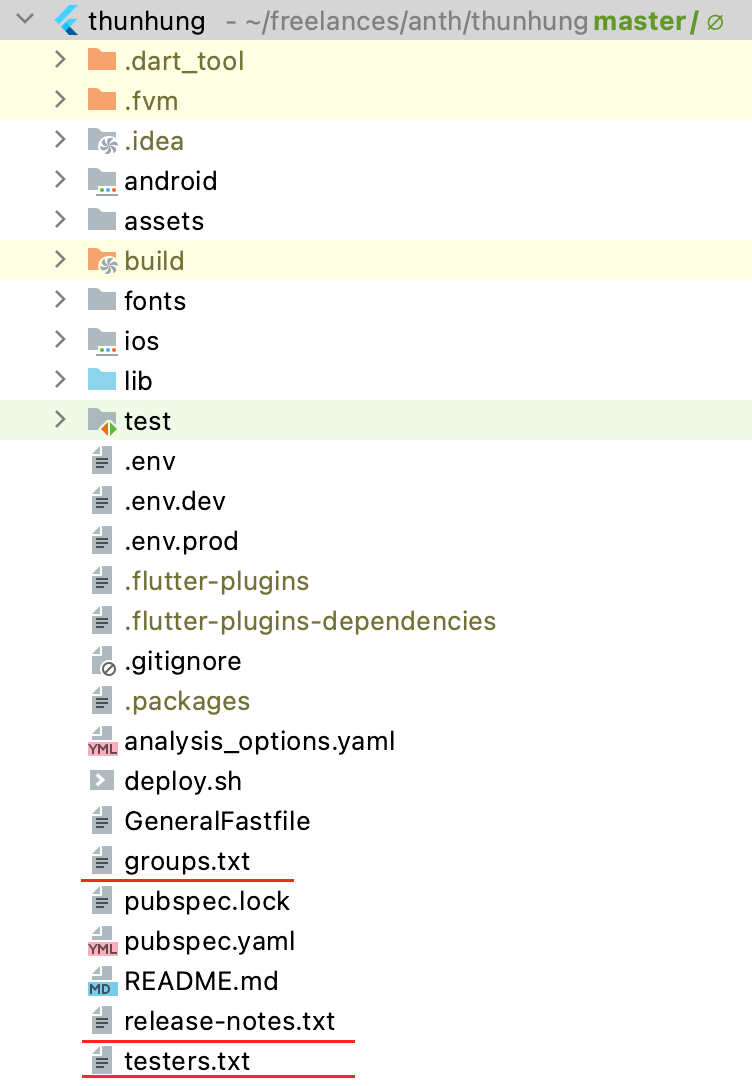 thunhung - ~/freelances/anth/thunhung master / ∅
.dart_tool
.fvm
.idea
android
assets
build
fonts
ios
lib
test
.env
.env.dev
.env.prod
.flutter-plugins
.flutter-plugins-dependencies
.gitignore
.packages
YML analysis_options.yaml
deploy.sh
GeneralFastfile
groups.txt
pubspec.lock
YML pubspec.yaml
MD README.md
release-notes.txt
testers.txt